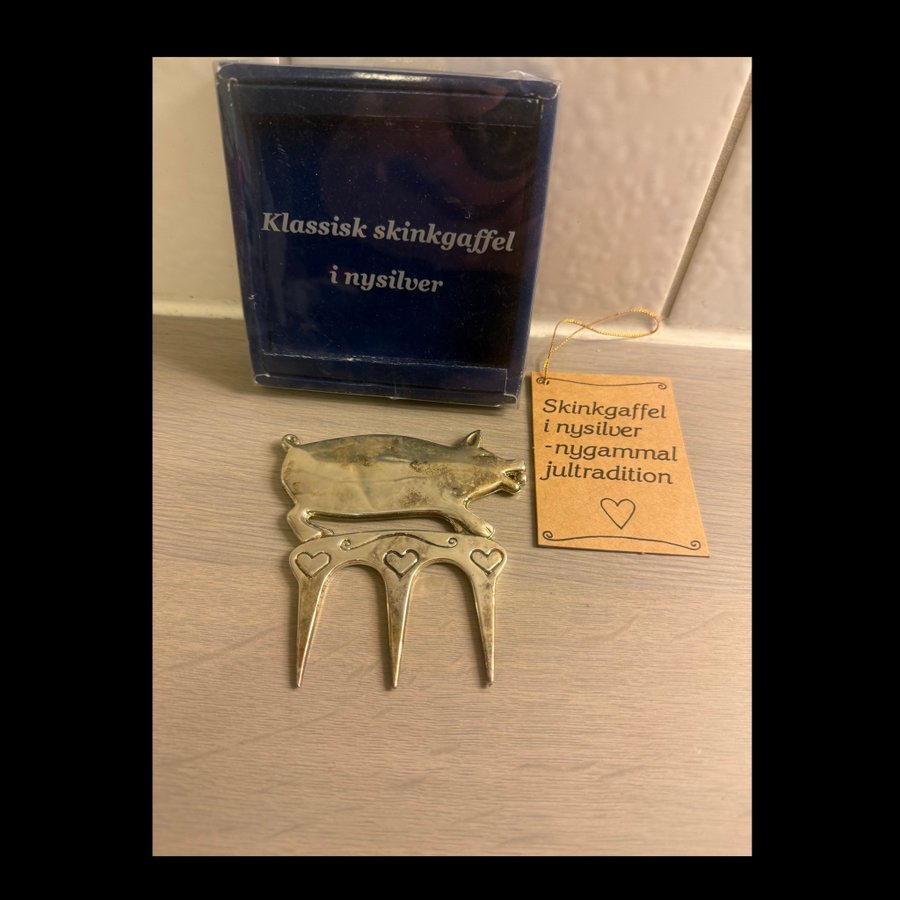 Klassisk skinkgaffel
i nysilver
Skinkgaffel
i nysilver
-nygammal
jultradition